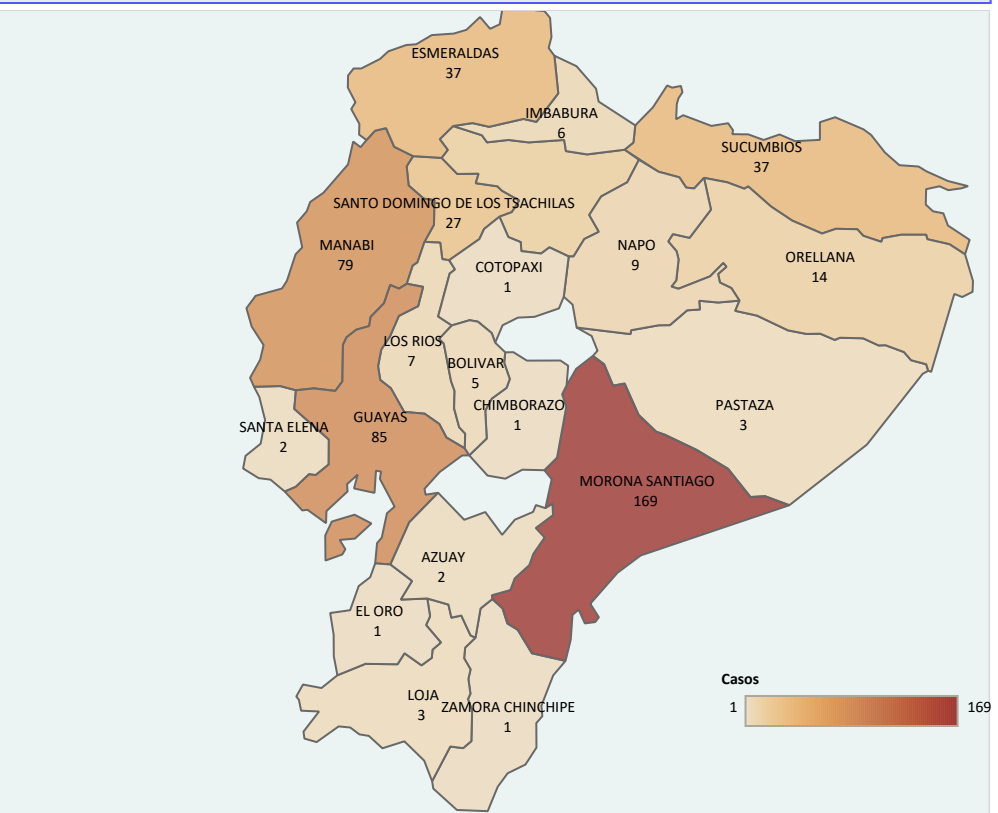 ESMERALDAS
37
IMBABURA
6
SUCUMBIOS
37
SANTO DOMINGO DE LOS TSACHILAS
27
MANABI
79
COTOPAXI
1
NAPO
9
ORELLANA
14
LOS RIOS
7
BOLIVAR
5
CHIMBORAZO
1
PASTAZA
3
SANTA ELENA
2
GUAYAS
85
MORONA SANTIAGO
169
AZUAY
2
EL ORO
1
LOJA
3
ZAMORA CHINCHIPE
1
Casos
1 169